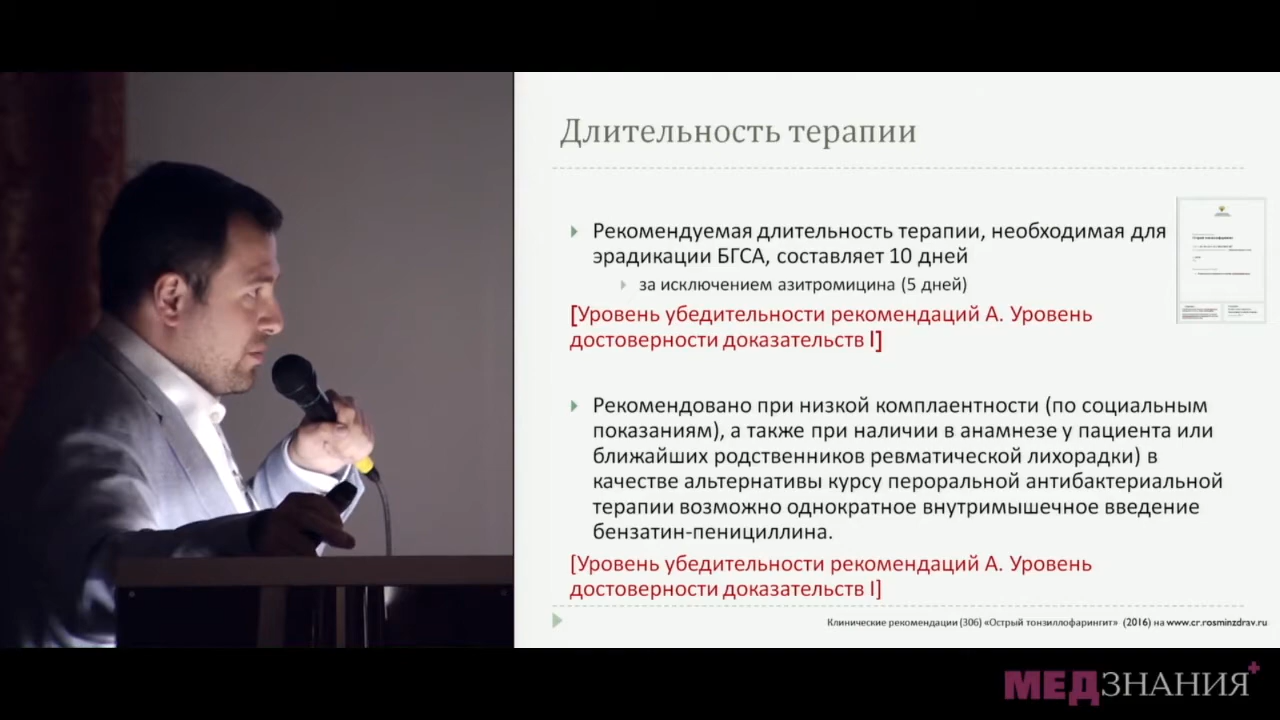 Длительность терапии
Рекомендуемая длительность терапии, необходимая для
эрадикации БГСА, составляет 10 дней
за исключением азитромицина (5 дней)
[Уровень убедительности рекомендаций А. Уровень
достоверности доказательств I]
Рекомендовано при низкой комплаентности (по социальным
показаниям), а также при наличии в анамнезе у пациента или
ближайших родственников ревматической лихорадки) в
качестве альтернативы курсу пероральной антибактериальной
терапии возможно однократное внутримышечное введение
бензатин-пенициллина.
[Уровень убедительности рекомендаций А. Уровень
достоверности доказательств I]
Клинические рекомендации (306) «Острый тонзиллофарингит» (2016) на www.cr.rosminzdrav.ru
МЕДЗНАНИЯ+